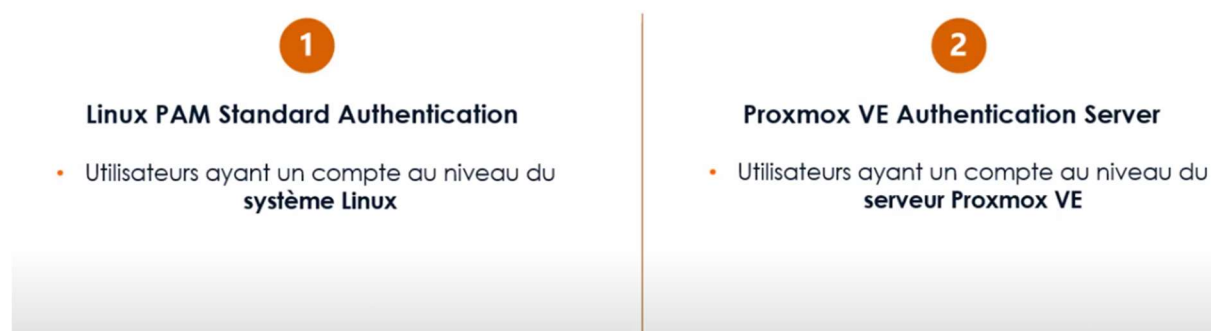 1
Linux PAM Standard Authentication
• Utilisateurs ayant un compte au niveau du
système Linux
2
Proxmox VE Authentication Server
• Utilisateurs ayant un compte au niveau du
serveur Proxmox VE